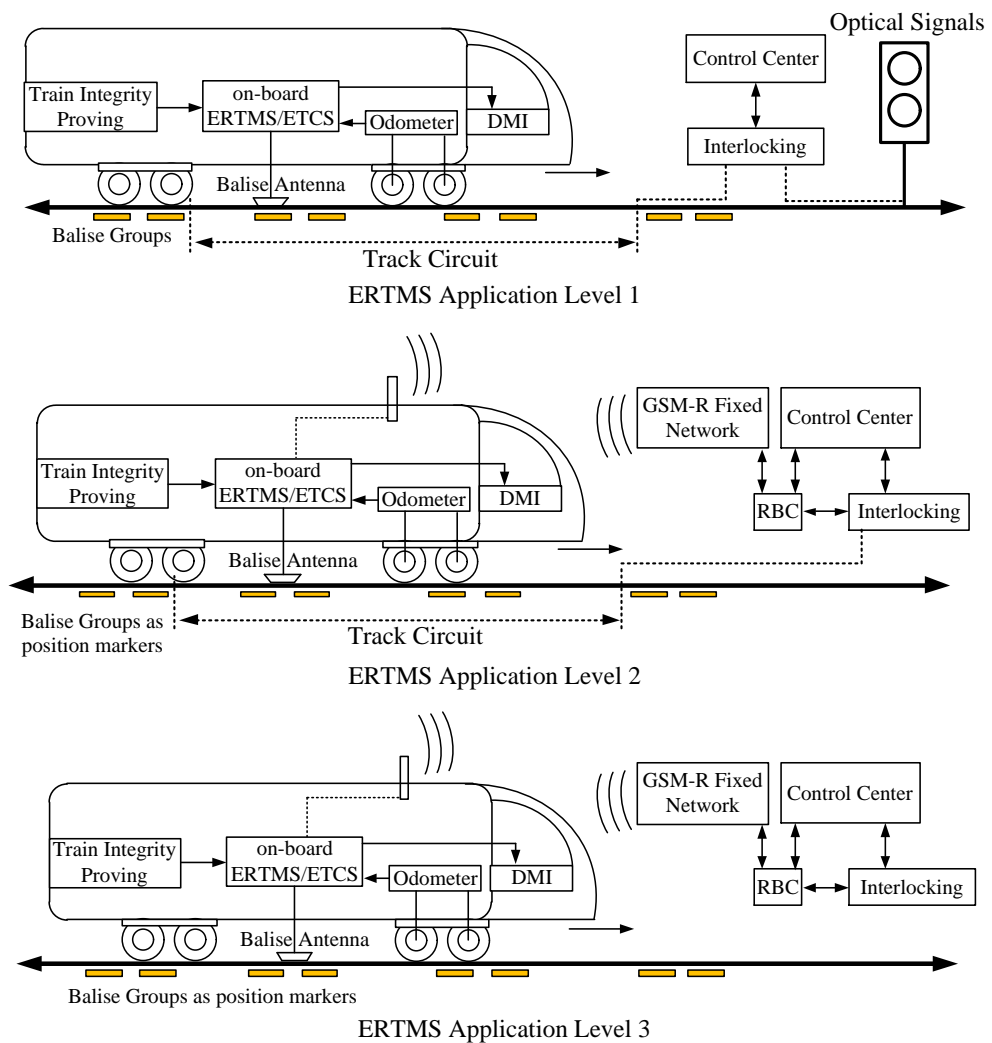 Optical Signals
Control Center
Train Integrity
Proving
on-board
ERTMS/ETCS
Odometer
DMI
Interlocking
Balise Antenna
Balise Groups
Track Circuit
ERTMS Application Level 1
GSM-R Fixed
Network
Control Center
Train Integrity
Proving
on-board
ERTMS/ETCS
Odometer
DMI
RBC
Interlocking
Balise Antenna
Balise Groups as
position markers
Track Circuit
ERTMS Application Level 2
GSM-R Fixed
Network
Control Center
Train Integrity
Proving
on-board
ERTMS/ETCS
Odometer
DMI
RBC
Interlocking
Balise Antenna
Balise Groups as position markers
ERTMS Application Level 3